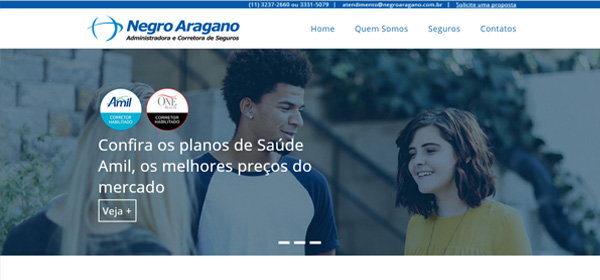 (11) 3237-2660 ou 3331-5079 | atendimento@negroaragano.com.br | Solicite uma proposta
Negro Aragano
Administradora e Corretora de Seguros
Home Quem Somos Seguros Contatos
Amil
CORRETOR
HABILITADO
ONE
CORRETOR
HABILITADO
Confira os planos de Saúde
Amil, os melhores preços do
mercado
Veja +